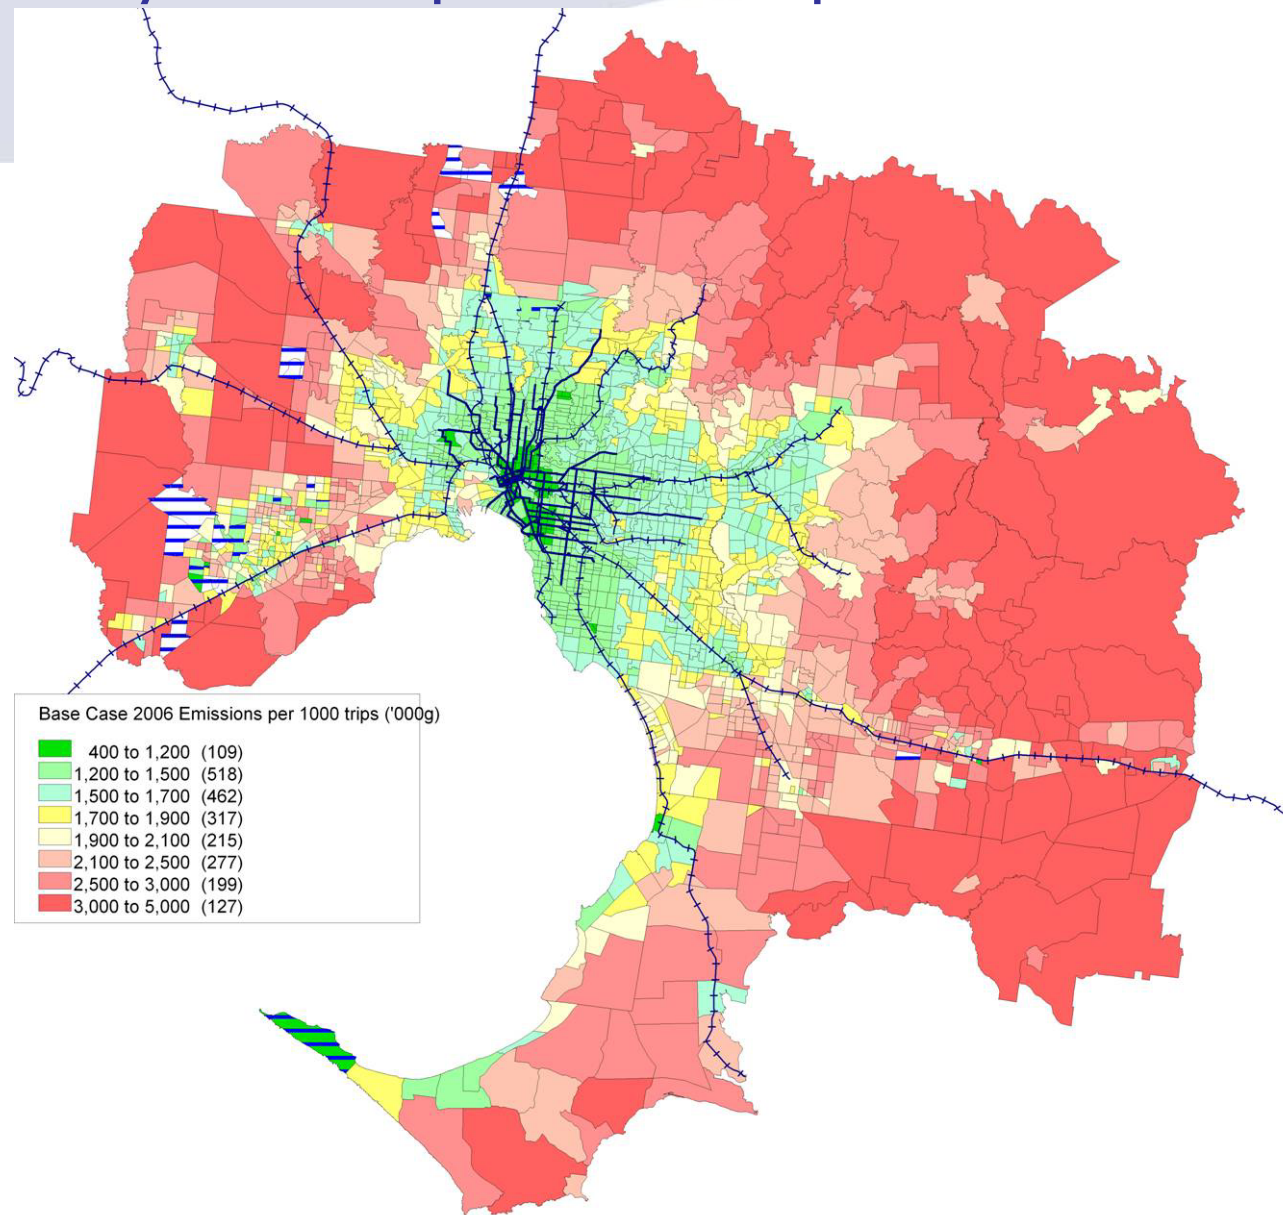 Base Case 2006 Emissions per 1000 trips ('000g)
400 to 1,200 (109)
1,200 to 1,500 (518)
1,500 to 1,700 (462)
1,700 to 1,900 (317)
1,900 to 2,100 (215)
2,100 to 2,500 (277)
2,500 to 3,000 (199)
3,000 to 5,000 (127)